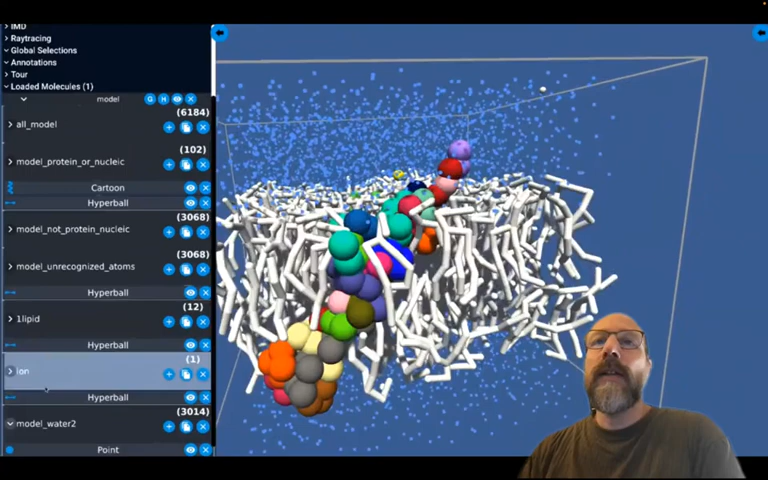 IMD
Raytracing
Global Selections
Annotations
Tour
Loaded Molecules (1)
model G H
(6184)
all_model
(102)
model_protein_or_nucleic
Cartoon
Hyperball
(3068)
model_not_protein_nucleic
(3068)
model_unrecognized_atoms
Hyperball
(12)
1lipid
Hyperball
(1)
ion
Hyperball
(3014)
model_water2
Point